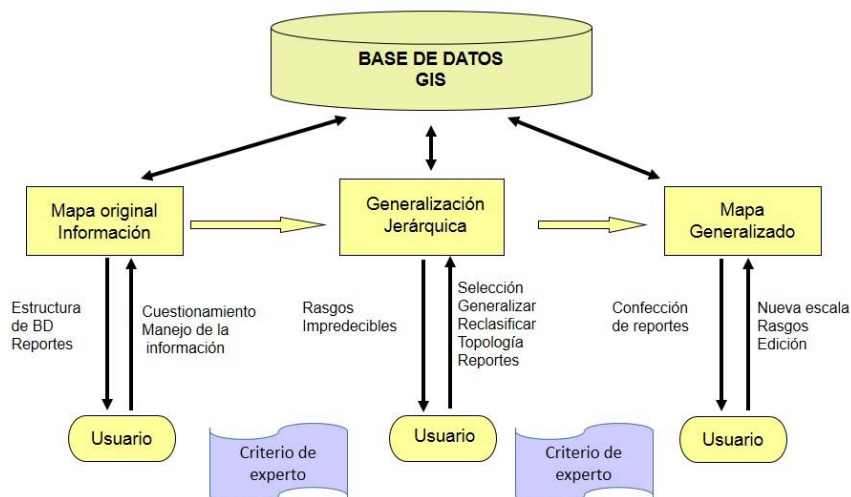 BASE DE DATOS
GIS
Mapa original
Información
Generalización
Jerárquica
Mapa
Generalizado
Estructura
de BD
Reportes
Cuestionamiento
Manejo de la
información
Rasgos
Impredecibles
Selección
Generalizar
Reclasificar
Topología
Reportes
Confección
de reportes
Nueva escala
Rasgos
Edición
Usuario
Criterio de
experto
Usuario
Criterio de
experto
Usuario